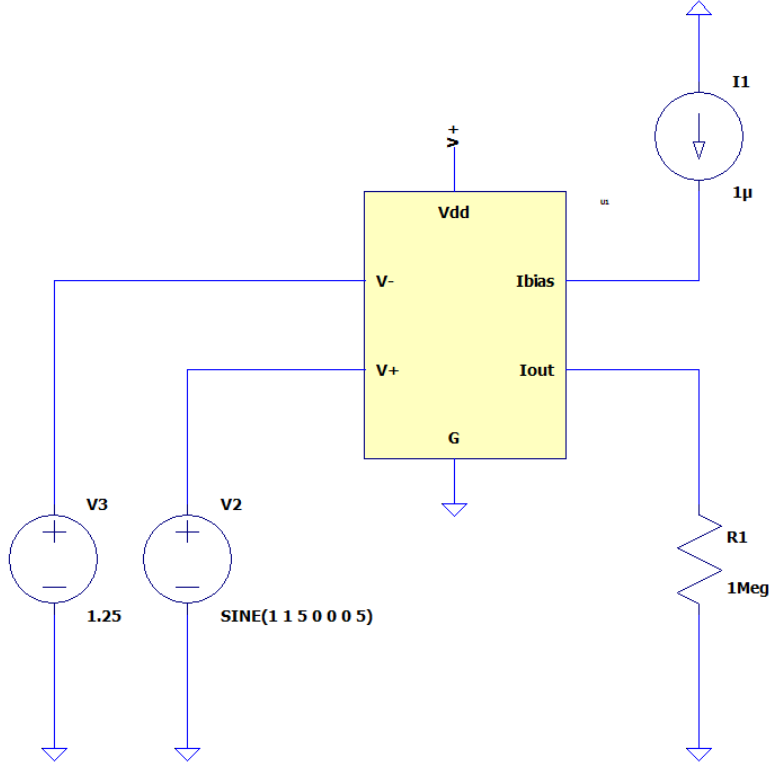 I1
V+
1µ
Vdd
U1
V-
Ibias
V+
Iout
G
V3
V2
R1
1.25
SINE(1 1 5 0 0 0 5)
1Meg